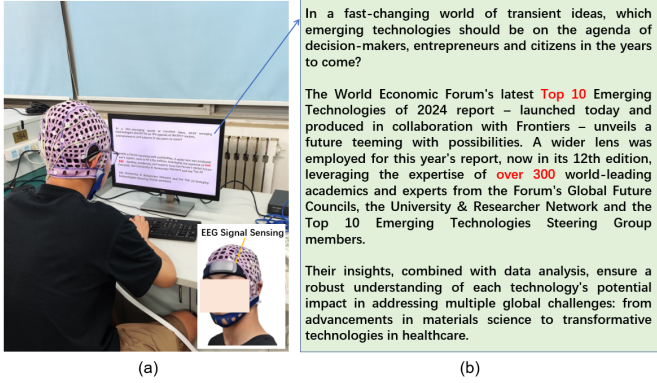 EEG Signal Sensing
(a)
In a fast-changing world of transient ideas, which
emerging technologies should be on the agenda of
decision-makers, entrepreneurs and citizens in the years
to come?
The World Economic Forum's latest Top 10 Emerging
Technologies of 2024 report – launched today and
produced in collaboration with Frontiers – unveils a
future teeming with possibilities. A wider lens was
employed for this year's report, now in its 12th edition,
leveraging the expertise of over 300 world-leading
academics and experts from the Forum's Global Future
Councils, the University & Researcher Network and the
Top 10 Emerging Technologies Steering Group
members.
Their insights, combined with data analysis, ensure a
robust understanding of each technology's potential
impact in addressing multiple global challenges: from
advancements in materials science to transformative
technologies in healthcare.
(b)